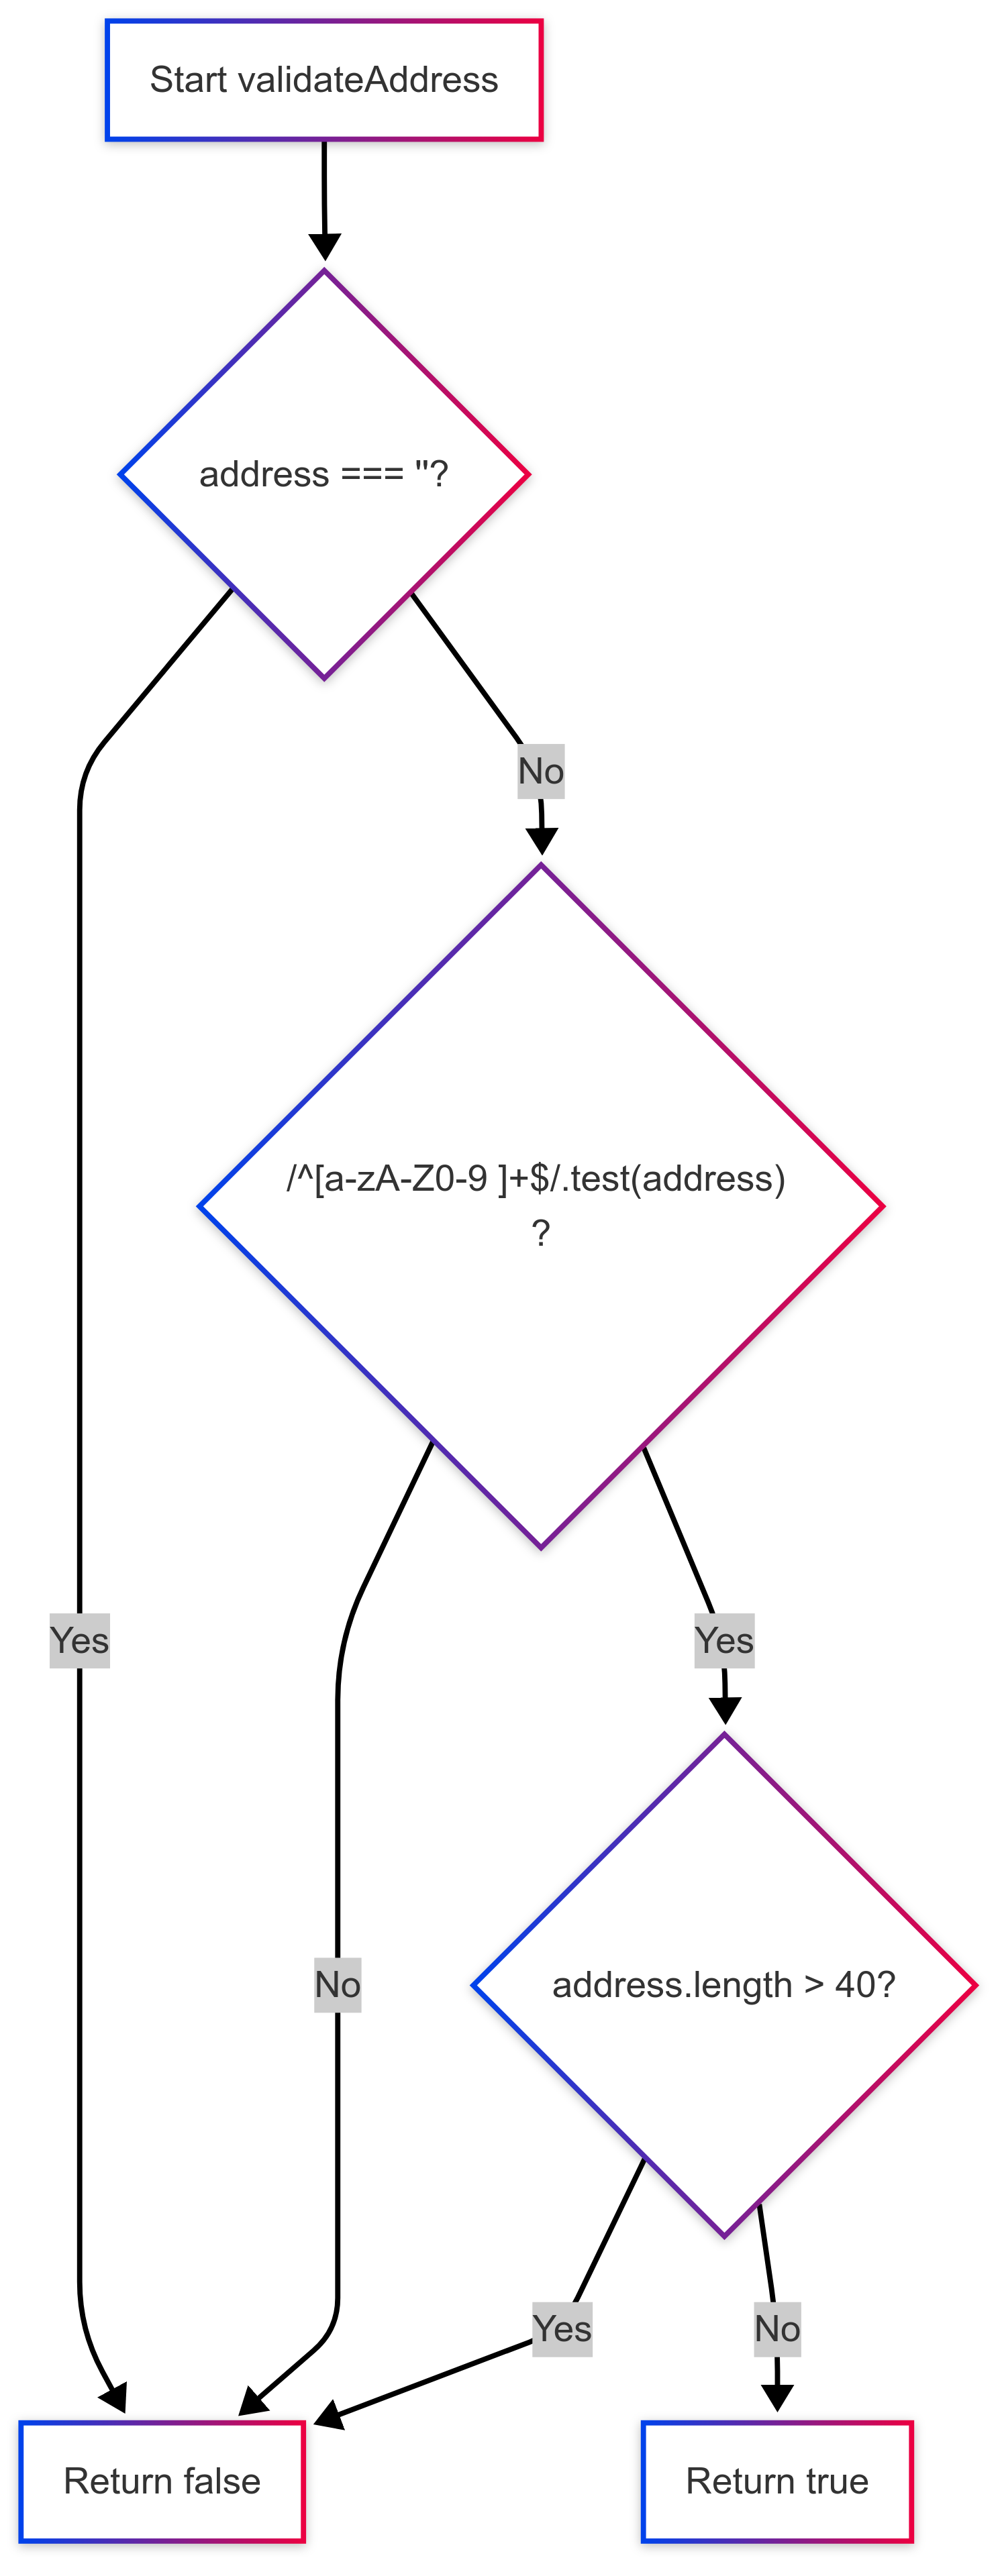 Start validateAddress
address === "?
No
/^[a-zA-Z0-9 ]+$/.test(address)
?
Yes
Yes
No
address.length > 40?
Yes
No
Return false
Return true